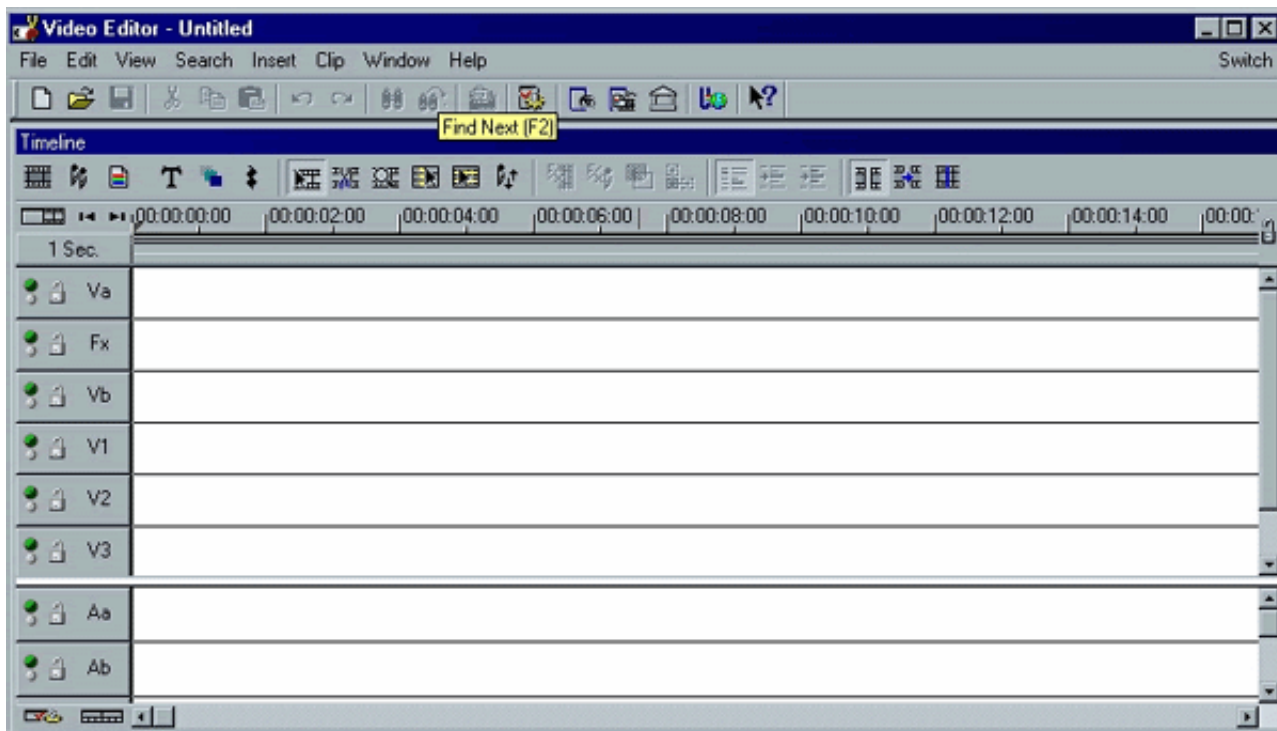 Video Editor - Untitled
File Edit View Search Insert Clip Window Help Switch
Find Next (F2)
Timeline
T
00:00:00:00 00:00:02:00 00:00:04:00 00:00:06:00 00:00:08:00 00:00:10:00 00:00:12:00 00:00:14:00 00:00:
1 Sec.
Va
Fx
Vb
V1
V2
V3
Aa
Ab